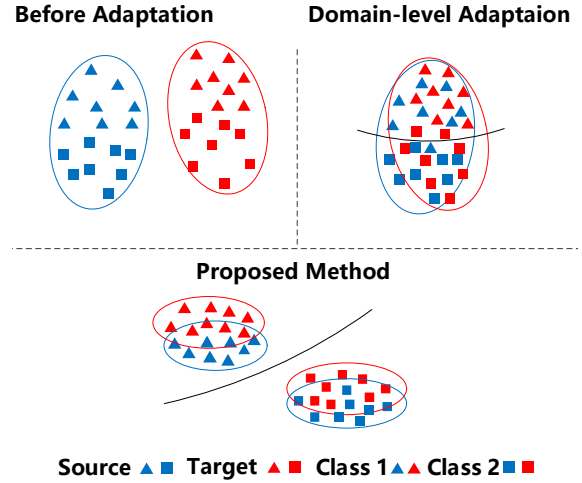 Before Adaptation
Domain-level Adaptaion
Proposed Method
Source Target Class 1 Class 2